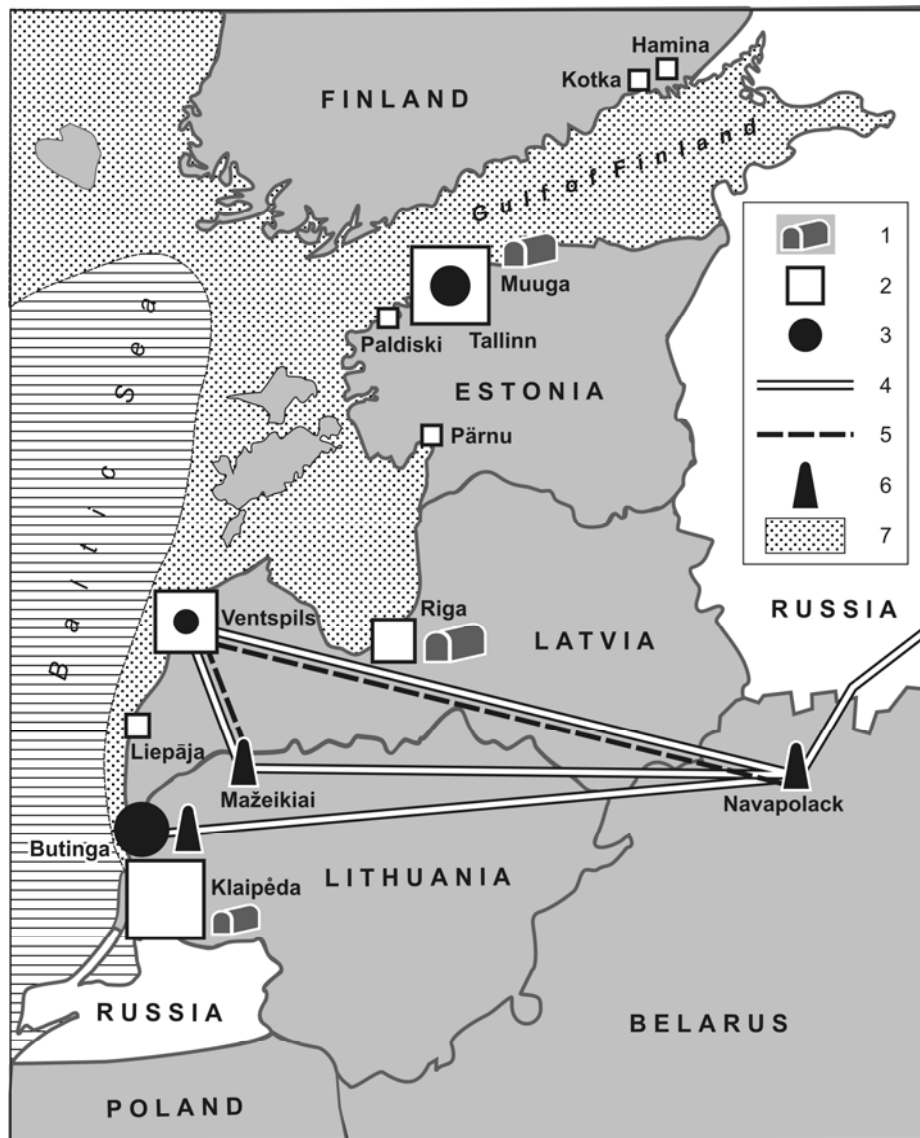 Hamina
Kotka
FINLAND
Gulf of Finland
1
2
3
4
5
6
7
Muuga
Paldiski
Tallinn
ESTONIA
Pärnu
Baltic Sea
Ventspils
Riga
LATVIA
RUSSIA
Liepāja
Mažeikiai
Navapolack
Butinga
Klaipėda
LITHUANIA
RUSSIA
BELARUS
POLAND